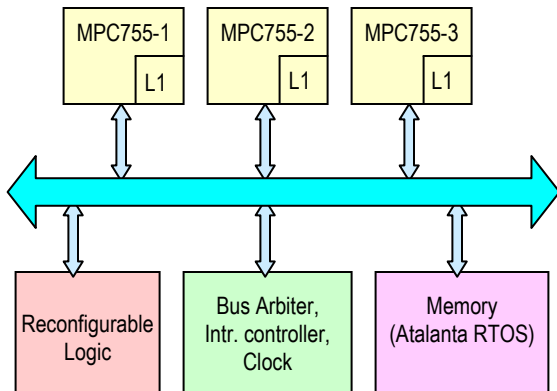 MPC755-1
MPC755-2
MPC755-3
L1
L1
L1
Reconfigurable
Logic
Bus Arbiter,
Intr. controller,
Clock
Memory
(Atalanta RTOS)